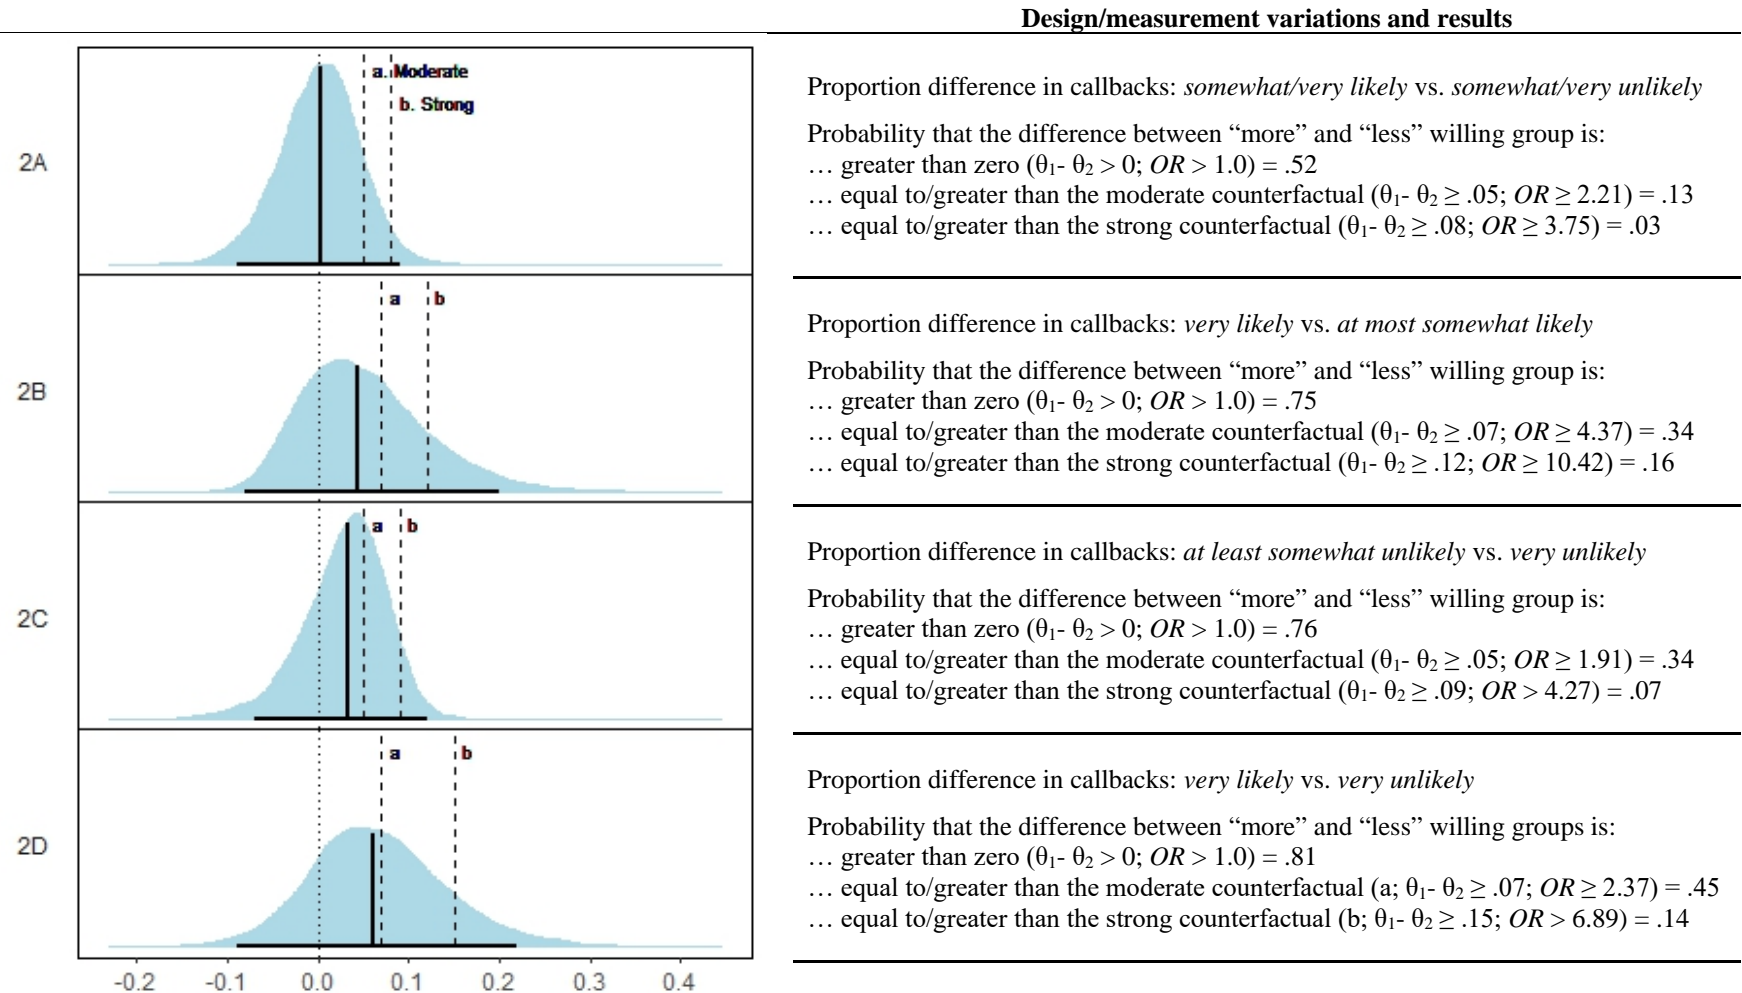 Design/measurement variations and results
2A
a. Moderate
b. Strong
Proportion difference in callbacks: somewhat/very likely vs. somewhat/very unlikely
Probability that the difference between “more” and “less” willing group is:
… greater than zero (θ1- θ2 > 0; OR > 1.0) = .52
… equal to/greater than the moderate counterfactual (θ1- θ2 ≥ .05; OR ≥ 2.21) = .13
… equal to/greater than the strong counterfactual (θ1- θ2 ≥ .08; OR ≥ 3.75) = .03
2B
a b
Proportion difference in callbacks: very likely vs. at most somewhat likely
Probability that the difference between “more” and “less” willing group is:
… greater than zero (θ1- θ2 > 0; OR > 1.0) = .75
… equal to/greater than the moderate counterfactual (θ1- θ2 ≥ .07; OR ≥ 4.37) = .34
… equal to/greater than the strong counterfactual (θ1- θ2 ≥ .12; OR ≥ 10.42) = .16
2C
a b
Proportion difference in callbacks: at least somewhat unlikely vs. very unlikely
Probability that the difference between “more” and “less” willing group is:
… greater than zero (θ1- θ2 > 0; OR > 1.0) = .76
… equal to/greater than the moderate counterfactual (θ1- θ2 ≥ .05; OR ≥ 1.91) = .34
… equal to/greater than the strong counterfactual (θ1- θ2 ≥ .09; OR > 4.27) = .07
2D
a b
Proportion difference in callbacks: very likely vs. very unlikely
Probability that the difference between “more” and “less” willing groups is:
… greater than zero (θ1- θ2 > 0; OR > 1.0) = .81
… equal to/greater than the moderate counterfactual (a; θ1- θ2 ≥ .07; OR ≥ 2.37) = .45
… equal to/greater than the strong counterfactual (b; θ1- θ2 ≥ .15; OR > 6.89) = .14
-0.2 -0.1 0.0 0.1 0.2 0.3 0.4